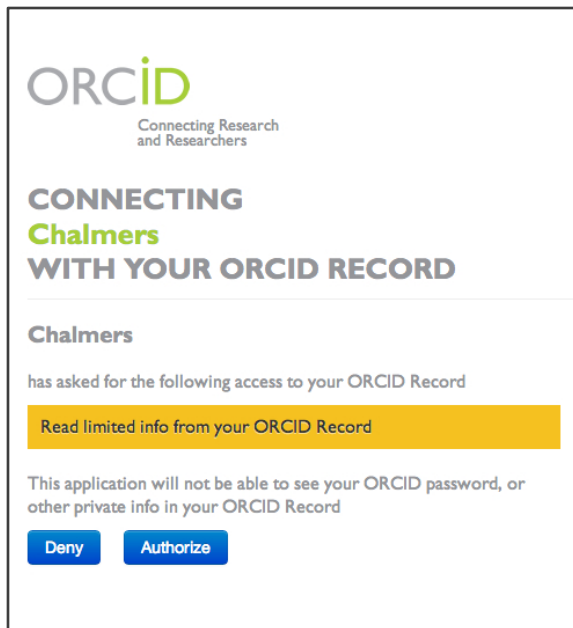 ORCiD
Connecting Research
and Researchers
CONNECTING
Chalmers
WITH YOUR ORCID RECORD
Chalmers
has asked for the following access to your ORCID Record
Read limited info from your ORCID Record
This application will not be able to see your ORCID password, or
other private info in your ORCID Record
Deny Authorize